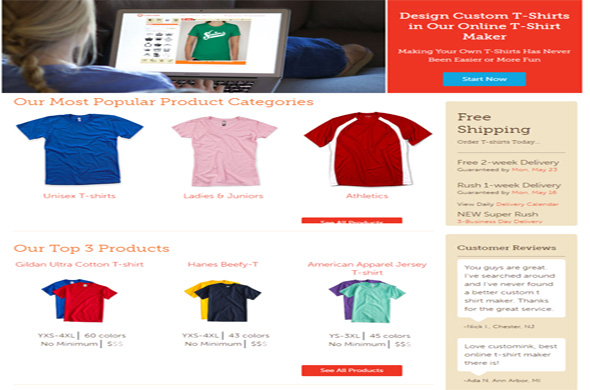 Design Custom T-Shirts
in Our Online T-Shirt
Maker
Making Your Own T-Shirts Has Never
Been Easier or More Fun
Start Now
Our Most Popular Product Categories
Unisex T-shirts
Ladies & Juniors
Athletics
See All Products
Our Top 3 Products
Gildan Ultra Cotton T-shirt
YXS-4XL | 60 colors
No Minimum | $$$
Hanes Beefy-T
YXS-4XL | 43 colors
No Minimum | $$$
American Apparel Jersey
T-shirt
YS-3XL | 45 colors
No Minimum | $$$
See All Products
Free
Shipping
Order T-shirts Today...
Free 2-week Delivery
Guaranteed by Mon, May 23
Rush 1-week Delivery
Guaranteed by Mon, May 16
View Daily Delivery Calendar
NEW Super Rush
3-Business Day Delivery
Customer Reviews
You guys are great.
I've searched around
and I've never found
a better custom t
shirt maker. Thanks
for the great service.
-Nick I., Chester, NJ
Love customink, best
online t-shirt maker
there is!
-Ada N. Ann Arbor, MI